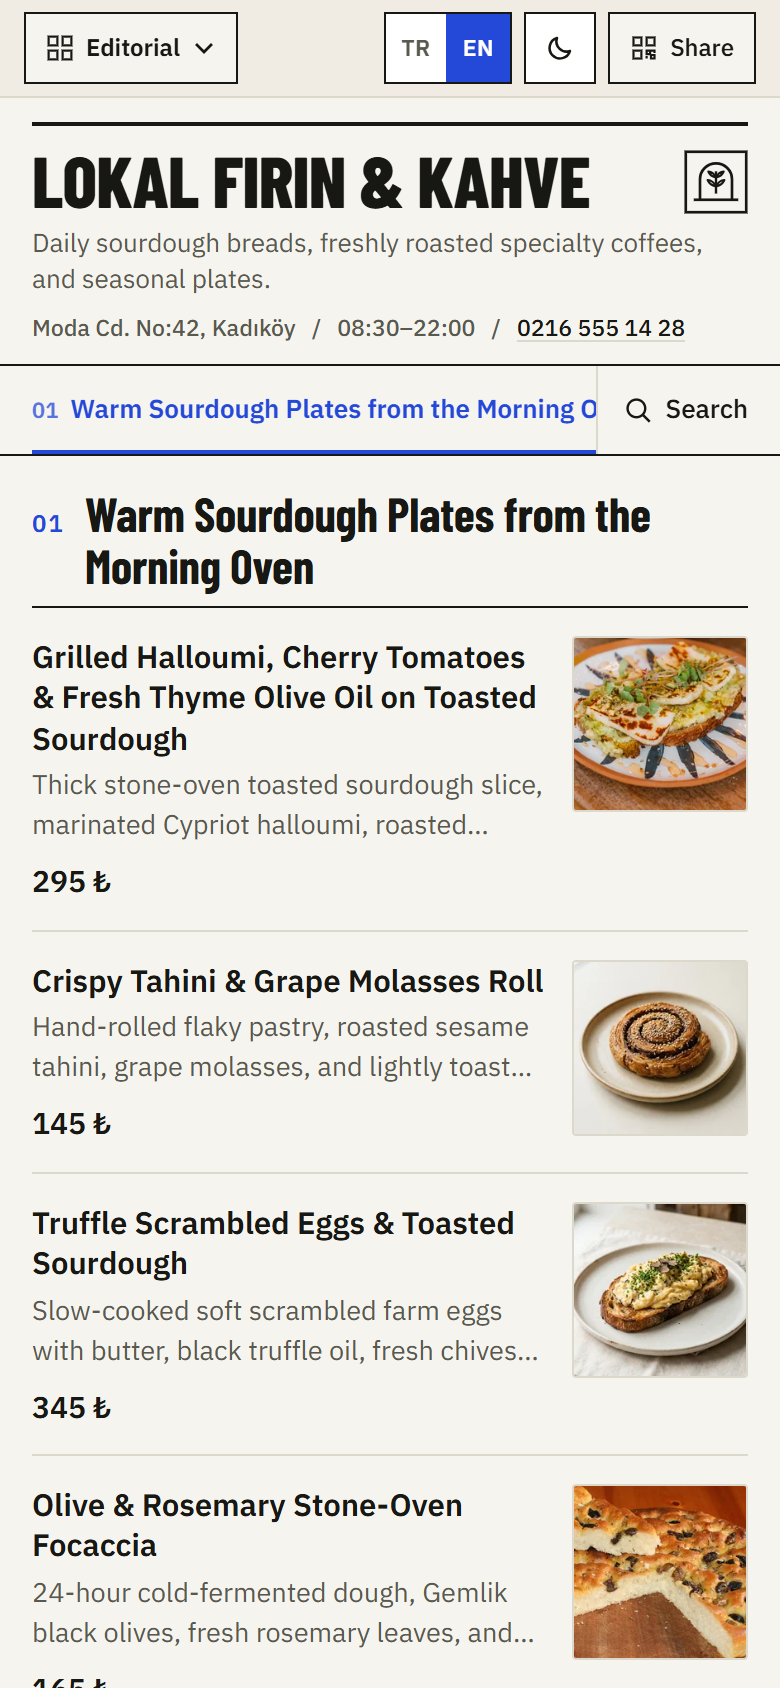 Editorial
TR
EN
Share
LOKAL FIRIN & KAHVE
Daily sourdough breads, freshly roasted specialty coffees,
and seasonal plates.
Moda Cd. No:42, Kadıköy / 08:30–22:00 / 0216 555 14 28
01 Warm Sourdough Plates from the Morning O
Search
01 Warm Sourdough Plates from the
Morning Oven
Grilled Halloumi, Cherry Tomatoes
& Fresh Thyme Olive Oil on Toasted
Sourdough
Thick stone-oven toasted sourdough slice,
marinated Cypriot halloumi, roasted...
295 ₺
Crispy Tahini & Grape Molasses Roll
Hand-rolled flaky pastry, roasted sesame
tahini, grape molasses, and lightly toast...
145 ₺
Truffle Scrambled Eggs & Toasted
Sourdough
Slow-cooked soft scrambled farm eggs
with butter, black truffle oil, fresh chives...
345 ₺
Olive & Rosemary Stone-Oven
Focaccia
24-hour cold-fermented dough, Gemlik
black olives, fresh rosemary leaves, and...